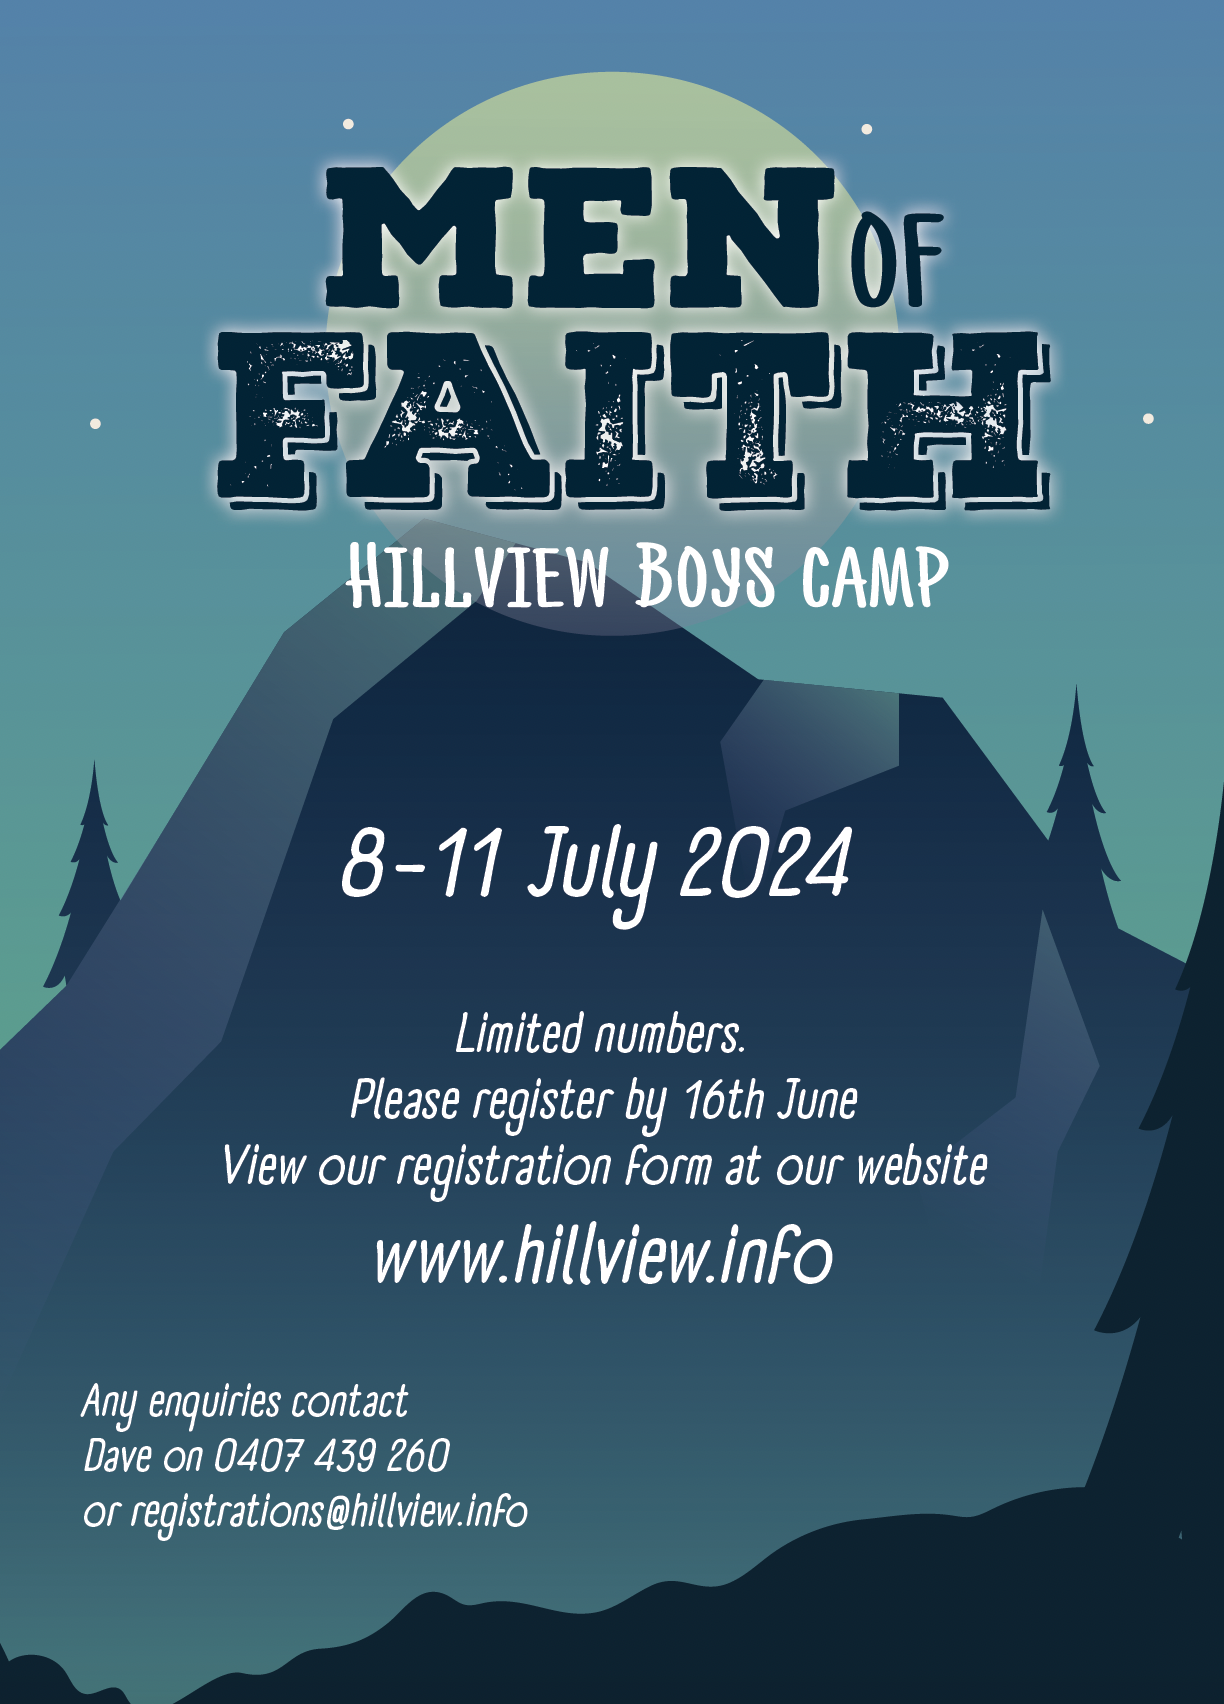 MEN OF
FAITH
HILLVIEW BOYS CAMP
8-11 July 2024
Limited numbers.
Please register by 16th June
View our registration form at our website
www.hillview.info
Any enquiries contact
Dave on 0407 439 260
or registrations@hillview.info